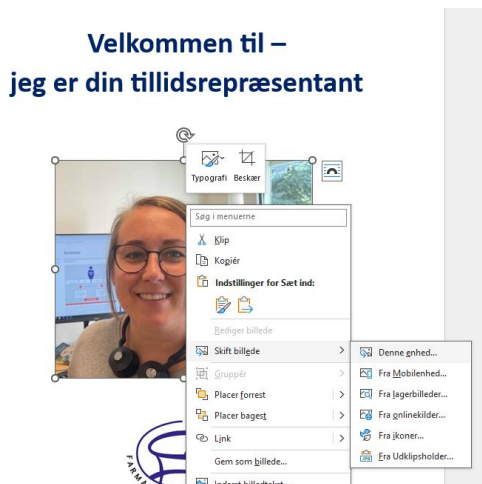 Velkommen til –
jeg er din tillidsrepræsentant
Typografi Beskær
Søg i menuerne
Klip
Kopiér
Indstillinger for Sæt ind:
Rediger billede
Skift billede
Denne enhed...
Fra Mobilenhed...
Gruppér
Fra lagerbilleder...
Placer forrest
Fra onlinekilder...
Placer bagest
Fra ikoner...
Link
Fra Udklipsholder...
Gem som billede...
Indsæt billedtekst